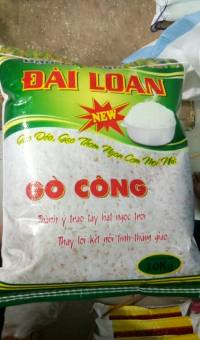 ĐÀI LOAN
NEW
Gạo Dẻo, Gạo Thơm Ngon Cơm Mọi Nhà
GÒ CÔNG
Thành ý trao tay hạt ngọc trời
Thay lời kết nối tình thâm giao
10KG